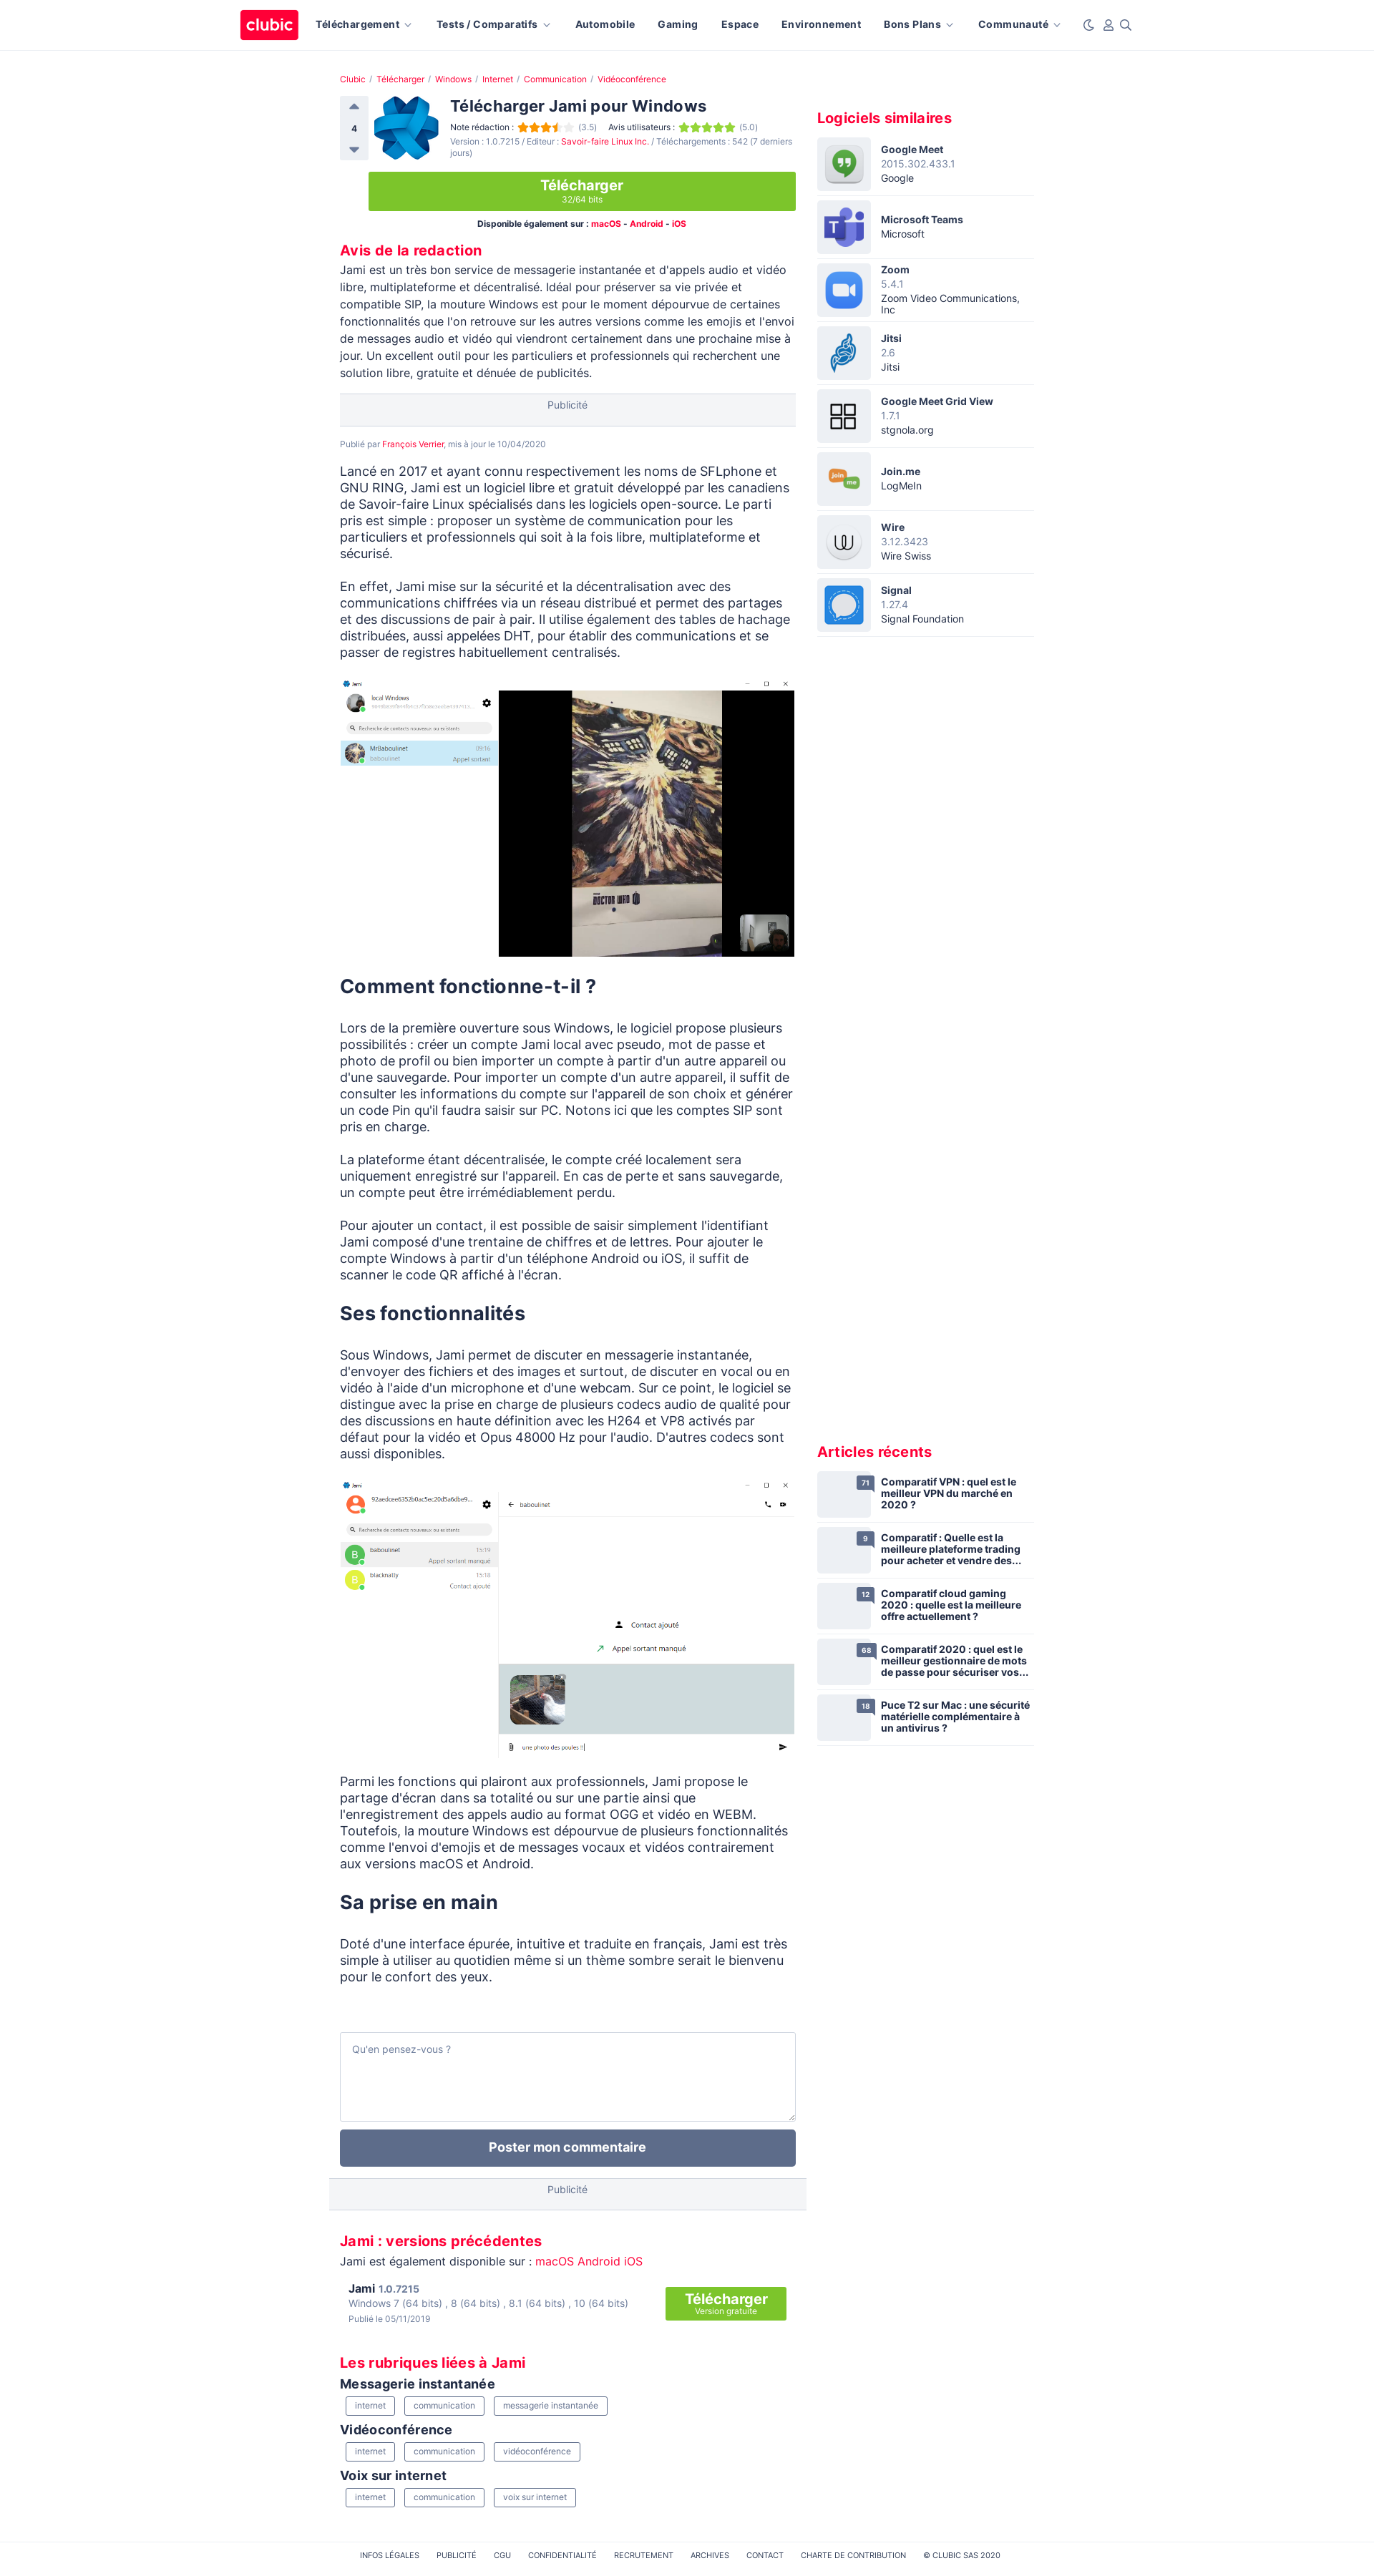 clubic
Téléchargement
Tests / Comparatifs
Automobile
Gaming
Espace
Environnement
Bons Plans
Communauté
Clubic / Télécharger / Windows / Internet / Communication / Vidéoconférence
4
Télécharger Jami pour Windows
Note rédaction : (3.5) Avis utilisateurs : (5.0)
Version : 1.0.7215 / Editeur : Savoir-faire Linux Inc. / Téléchargements : 542 (7 derniers
jours)
Télécharger
32/64 bits
Disponible également sur : macOS - Android - iOS
Avis de la redaction
Jami est un très bon service de messagerie instantanée et d'appels audio et vidéo
libre, multiplateforme et décentralisé. Idéal pour préserver sa vie privée et
compatible SIP, la mouture Windows est pour le moment dépourvue de certaines
fonctionnalités que l'on retrouve sur les autres versions comme les emojis et l'envoi
de messages audio et vidéo qui viendront certainement dans une prochaine mise à
jour. Un excellent outil pour les particuliers et professionnels qui recherchent une
solution libre, gratuite et dénuée de publicités.
Publicité
Publié par François Verrier, mis à jour le 10/04/2020
Lancé en 2017 et ayant connu respectivement les noms de SFLphone et
GNU RING, Jami est un logiciel libre et gratuit développé par les canadiens
de Savoir-faire Linux spécialisés dans les logiciels open-source. Le parti
pris est simple : proposer un système de communication pour les
particuliers et professionnels qui soit à la fois libre, multiplateforme et
sécurisé.
En effet, Jami mise sur la sécurité et la décentralisation avec des
communications chiffrées via un réseau distribué et permet des partages
et des discussions de pair à pair. Il utilise également des tables de hachage
distribuées, aussi appelées DHT, pour établir des communications et se
passer de registres habituellement centralisés.
Jami
local Windows
Recherche de contacts nouveaux ou existants
MrBaboulinet 09:16
baboulinet Appel sortant
DOCTOR WHO
Comment fonctionne-t-il ?
Lors de la première ouverture sous Windows, le logiciel propose plusieurs
possibilités : créer un compte Jami local avec pseudo, mot de passe et
photo de profil ou bien importer un compte à partir d'un autre appareil ou
d'une sauvegarde. Pour importer un compte d'un autre appareil, il suffit de
consulter les informations du compte sur l'appareil de son choix et générer
un code Pin qu'il faudra saisir sur PC. Notons ici que les comptes SIP sont
pris en charge.
La plateforme étant décentralisée, le compte créé localement sera
uniquement enregistré sur l'appareil. En cas de perte et sans sauvegarde,
un compte peut être irrémédiablement perdu.
Pour ajouter un contact, il est possible de saisir simplement l'identifiant
Jami composé d'une trentaine de chiffres et de lettres. Pour ajouter le
compte Windows à partir d'un téléphone Android ou iOS, il suffit de
scanner le code QR affiché à l'écran.
Ses fonctionnalités
Sous Windows, Jami permet de discuter en messagerie instantanée,
d'envoyer des fichiers et des images et surtout, de discuter en vocal ou en
vidéo à l'aide d'un microphone et d'une webcam. Sur ce point, le logiciel se
distingue avec la prise en charge de plusieurs codecs audio de qualité pour
des discussions en haute définition avec les H264 et VP8 activés par
défaut pour la vidéo et Opus 48000 Hz pour l'audio. D'autres codecs sont
aussi disponibles.
Jami
92aedcee6352b0ac5ec20d5a6dbe9...
Recherche de contacts nouveaux ou existants
B
baboulinet 15:19
Appel sortant manqué
B
blacknally 15:18
Contact ajouté
baboulinet
Contact ajouté
Appel sortant manqué
une photo des poules !
Parmi les fonctions qui plairont aux professionnels, Jami propose le
partage d'écran dans sa totalité ou sur une partie ainsi que
l'enregistrement des appels audio au format OGG et vidéo en WEBM.
Toutefois, la mouture Windows est dépourvue de plusieurs fonctionnalités
comme l'envoi d'emojis et de messages vocaux et vidéos contrairement
aux versions macOS et Android.
Sa prise en main
Doté d'une interface épurée, intuitive et traduite en français, Jami est très
simple à utiliser au quotidien même si un thème sombre serait le bienvenu
pour le confort des yeux.
Qu'en pensez-vous ?
Poster mon commentaire
Publicité
Jami : versions précédentes
Jami est également disponible sur : macOS Android iOS
Jami 1.0.7215
Windows 7 (64 bits) , 8 (64 bits) , 8.1 (64 bits) , 10 (64 bits)
Publié le 05/11/2019
Télécharger
Version gratuite
Les rubriques liées à Jami
Messagerie instantanée
internet
communication
messagerie instantanée
Vidéoconférence
internet
communication
vidéoconférence
Voix sur internet
internet
communication
voix sur internet
Logiciels similaires
Google Meet
2015.302.433.1
Google
Microsoft Teams
Microsoft
Zoom
5.4.1
Zoom Video Communications,
Inc
Jitsi
2.6
Jitsi
Google Meet Grid View
1.7.1
stgnola.org
join
me
Join.me
LogMeIn
Wire
3.12.3423
Wire Swiss
Signal
1.27.4
Signal Foundation
Articles récents
71
Comparatif VPN : quel est le
meilleur VPN du marché en
2020 ?
9
Comparatif : Quelle est la
meilleure plateforme trading
pour acheter et vendre des...
12
Comparatif cloud gaming
2020 : quelle est la meilleure
offre actuellement ?
68
Comparatif 2020 : quel est le
meilleur gestionnaire de mots
de passe pour sécuriser vos...
18
Puce T2 sur Mac : une sécurité
matérielle complémentaire à
un antivirus ?
INFOS LÉGALES
PUBLICITÉ
CGU
CONFIDENTIALITÉ
RECRUTEMENT
ARCHIVES
CONTACT
CHARTE DE CONTRIBUTION
© CLUBIC SAS 2020